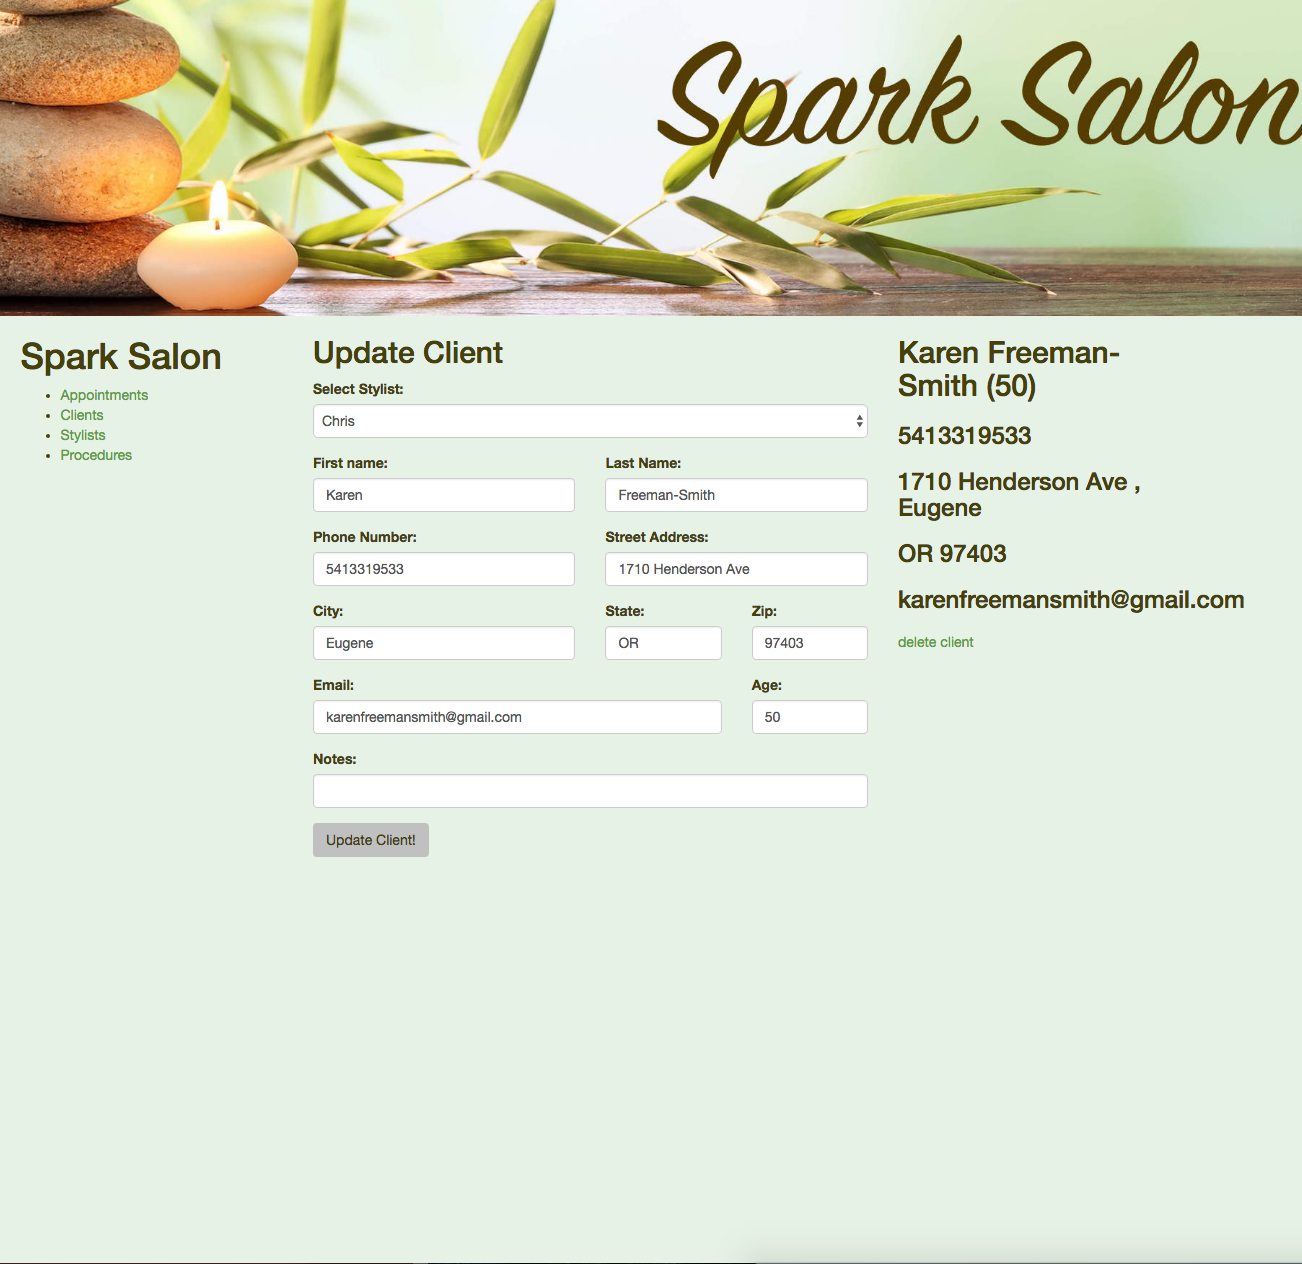 Spark Salon
Spark Salon
Appointments
Clients
Stylists
Procedures
Update Client
Select Stylist:
Chris
First name:
Last Name:
Karen
Freeman-Smith
Phone Number:
Street Address:
5413319533
1710 Henderson Ave
City:
State:
Zip:
Eugene
OR
97403
Email:
Age:
karenfreemansmith@gmail.com
50
Notes:
Update Client!
Karen Freeman-
Smith (50)
5413319533
1710 Henderson Ave ,
Eugene
OR 97403
karenfreemansmith@gmail.com
delete client